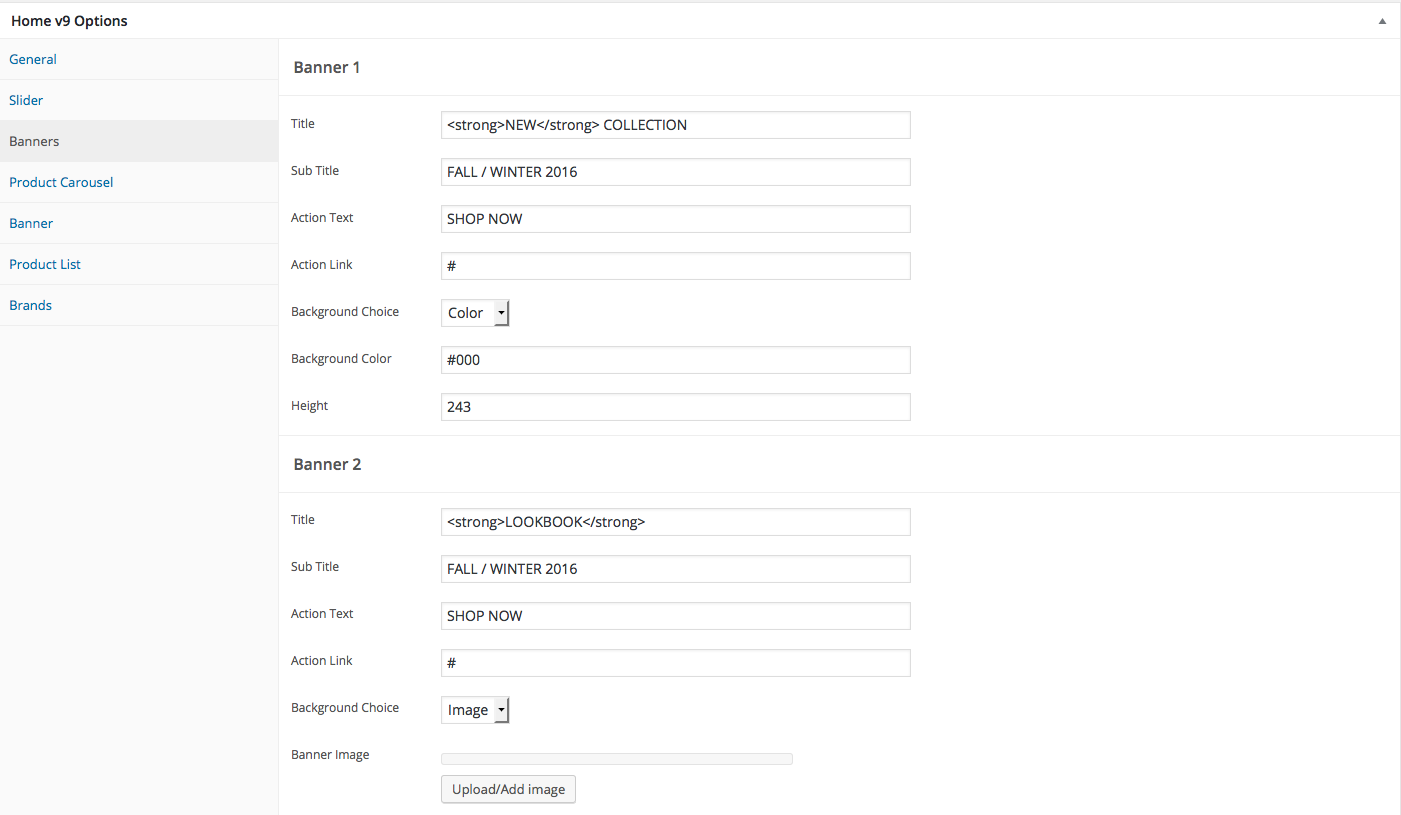 Home v9 Options
General
Slider
Banners
Product Carousel
Banner
Product List
Brands
Banner 1
Title <strong>NEW</strong> COLLECTION
Sub Title FALL / WINTER 2016
Action Text SHOP NOW
Action Link #
Background Choice Color
Background Color #000
Height 243
Banner 2
Title <strong>LOOKBOOK</strong>
Sub Title FALL / WINTER 2016
Action Text SHOP NOW
Action Link #
Background Choice Image
Banner Image
Upload/Add image